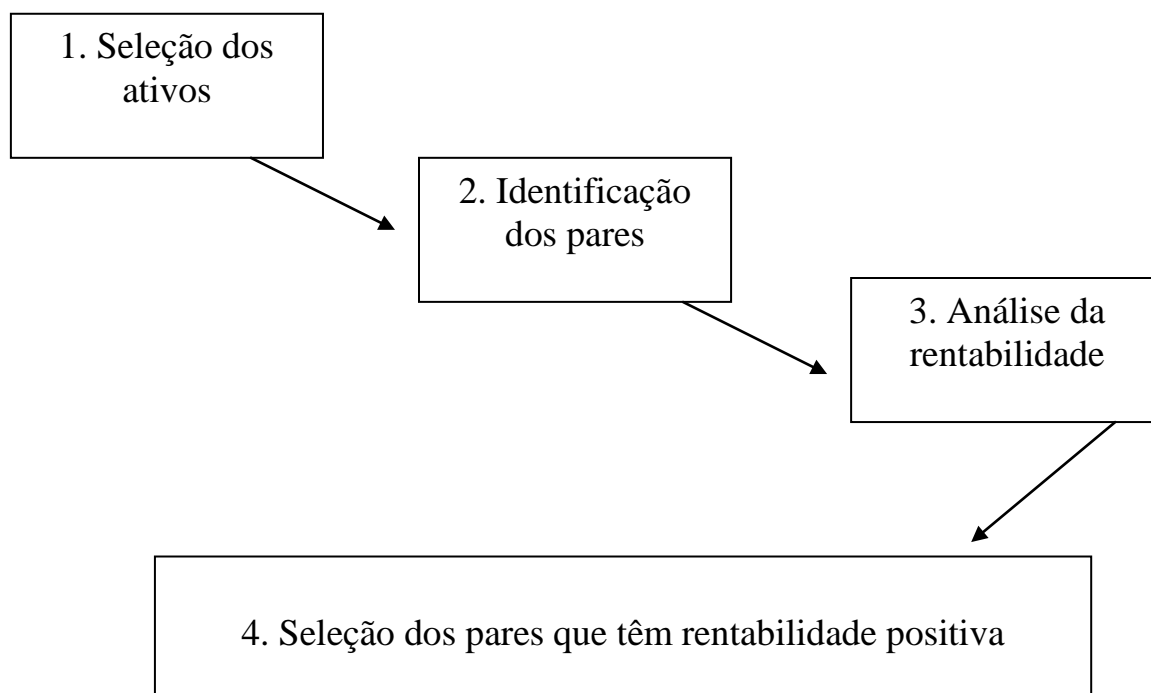 1. Seleção dos
ativos
2. Identificação
dos pares
3. Análise da
rentabilidade
4. Seleção dos pares que têm rentabilidade positiva